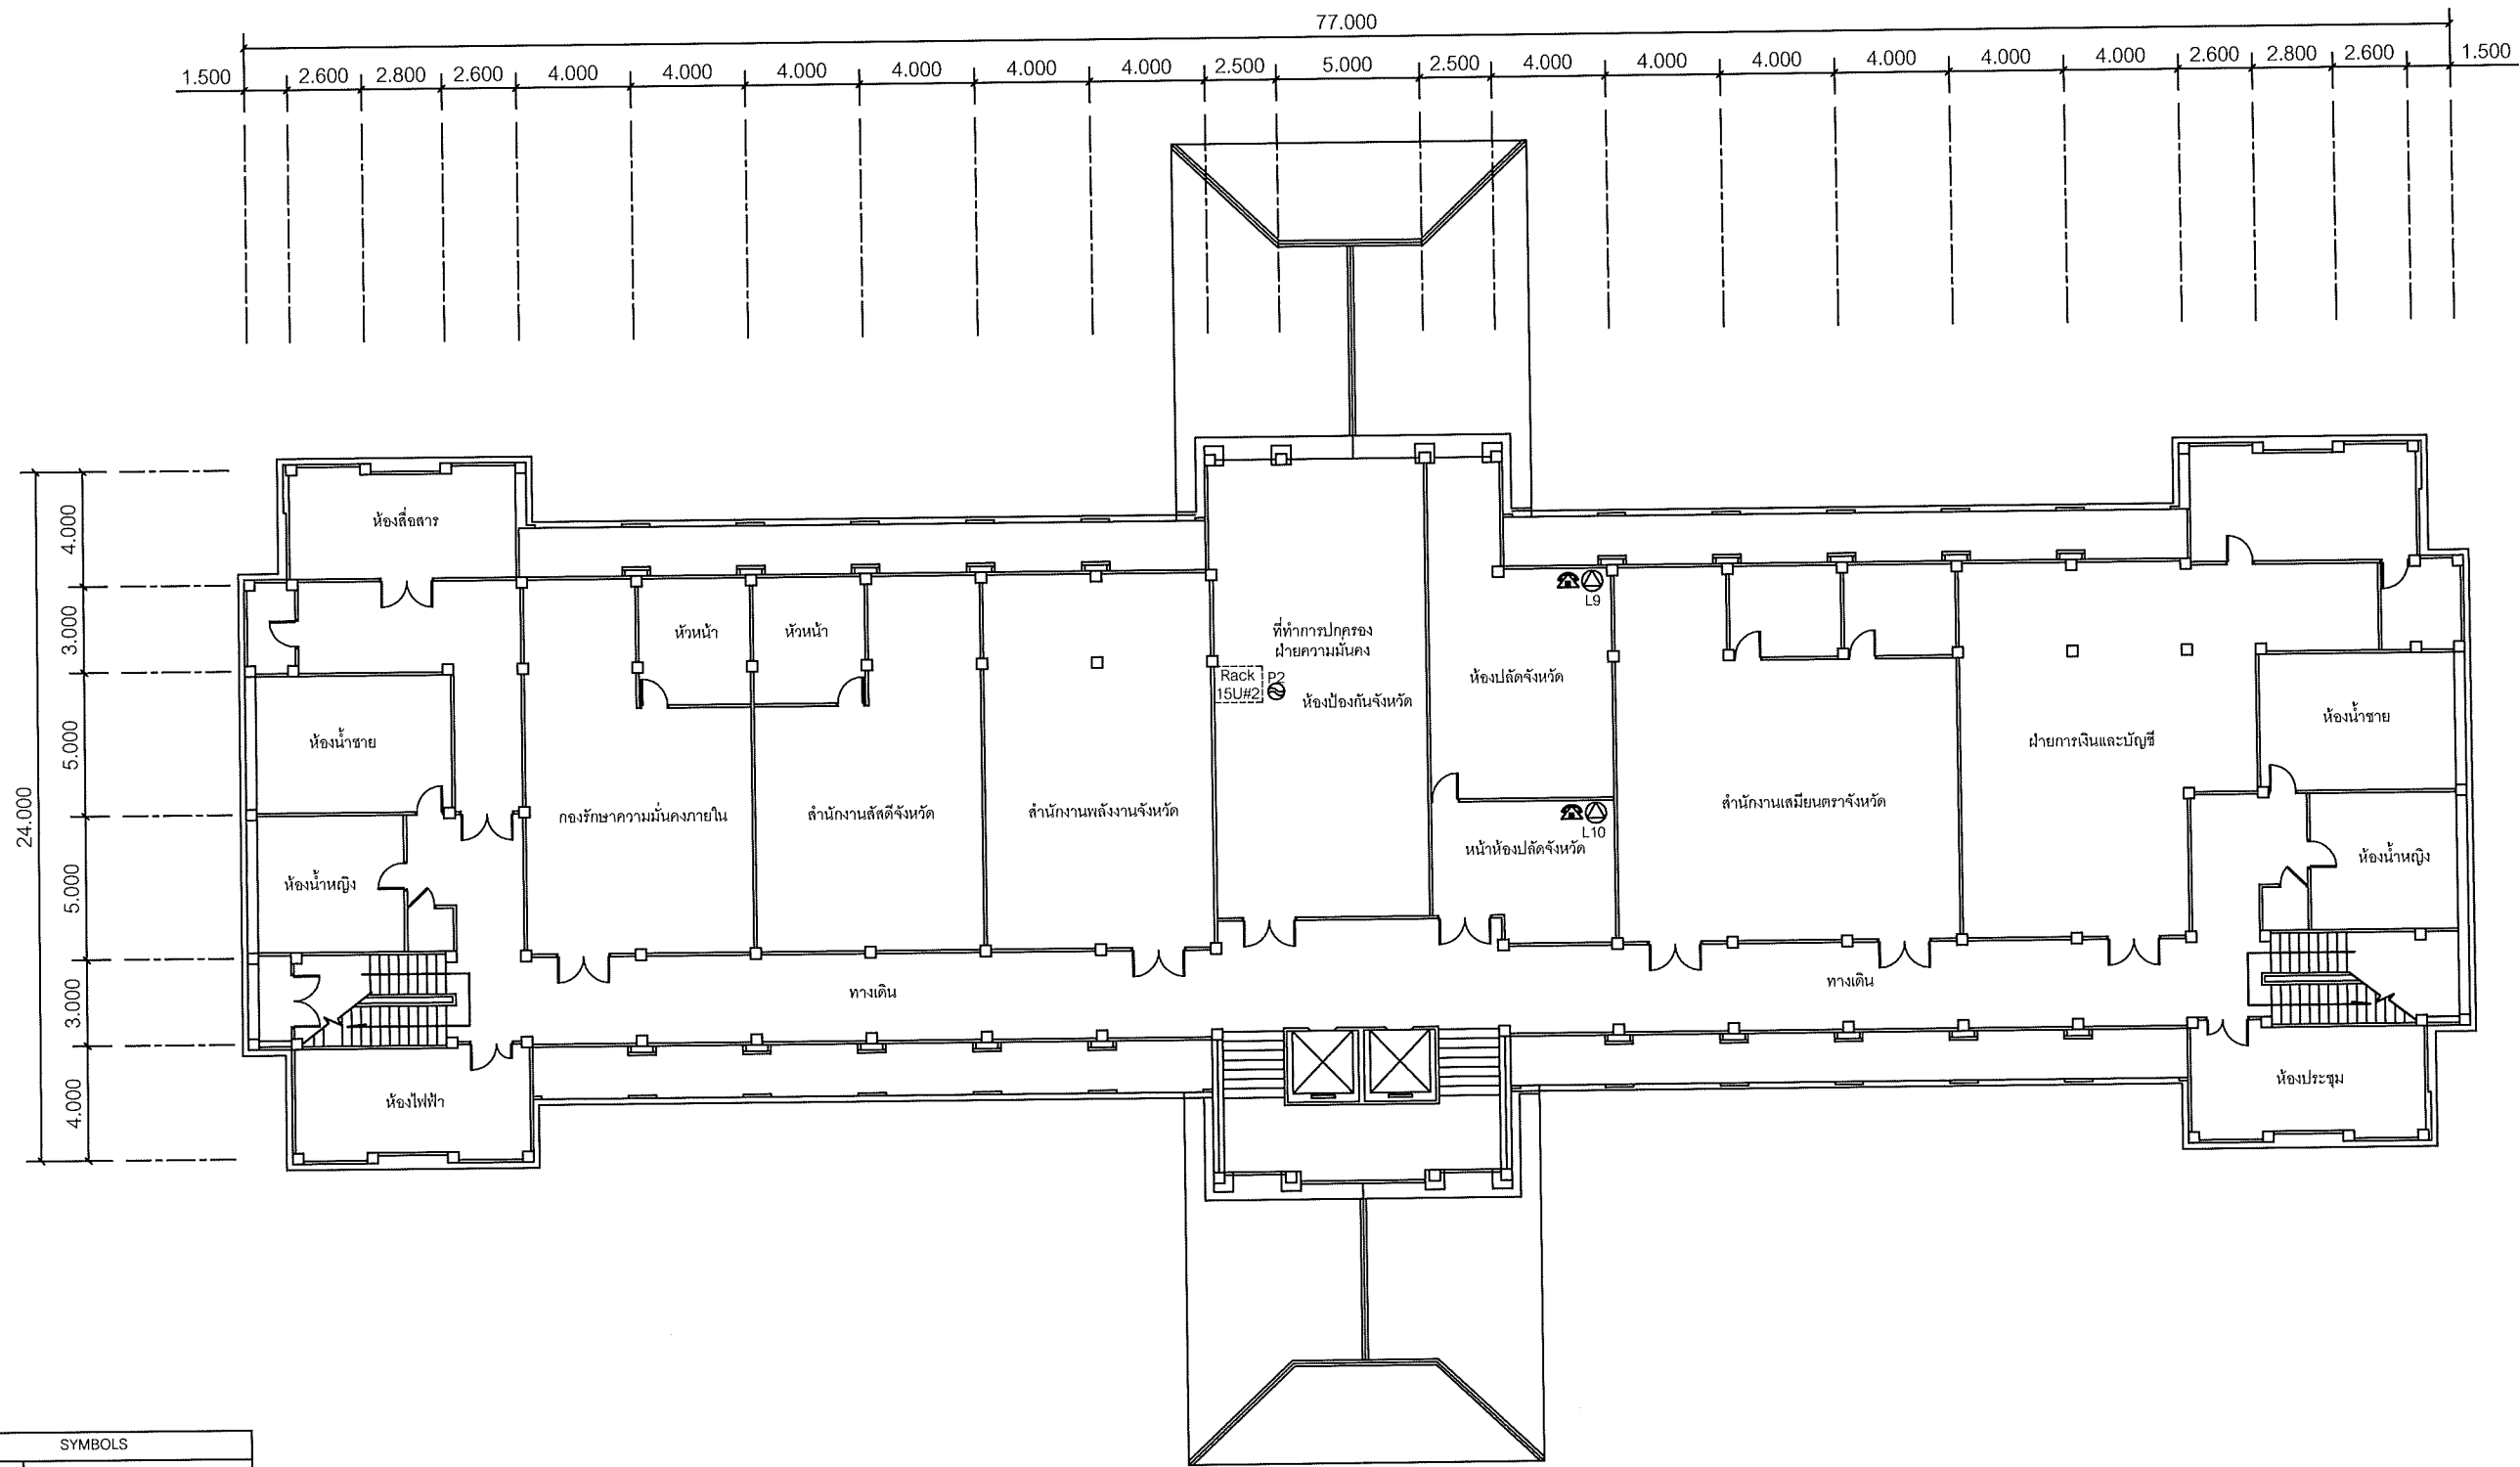 77.000
1.500 2.600 2.800 2.600 4.000 4.000 4.000 4.000 4.000 4.000 2.500 5.000 2.500 4.000 4.000 4.000 4.000 4.000 4.000 2.600 2.800 2.600 1.500
24.000
4.000
3.000
5.000
5.000
3.000
4.000
ห้องสื่อสาร
หัวหน้า
หัวหน้า
ห้องน้ำชาย
ห้องน้ำหญิง
กองรักษาความมั่นคงภายใน
สำนักงานสัสดีจังหวัด
สำนักงานพลังงานจังหวัด
ที่ทำการปกครอง
ฝ่ายความมั่นคง
Rack
15U#2
P2
ห้องป้องกันจังหวัด
L9
ห้องปลัดจังหวัด
L10
หน้าห้องปลัดจังหวัด
สำนักงานเสมียนตราจังหวัด
ฝ่ายการเงินและบัญชี
ห้องน้ำชาย
ห้องน้ำหญิง
ทางเดิน
ทางเดิน
ห้องไฟฟ้า
ห้องประชุม
SYMBOLS